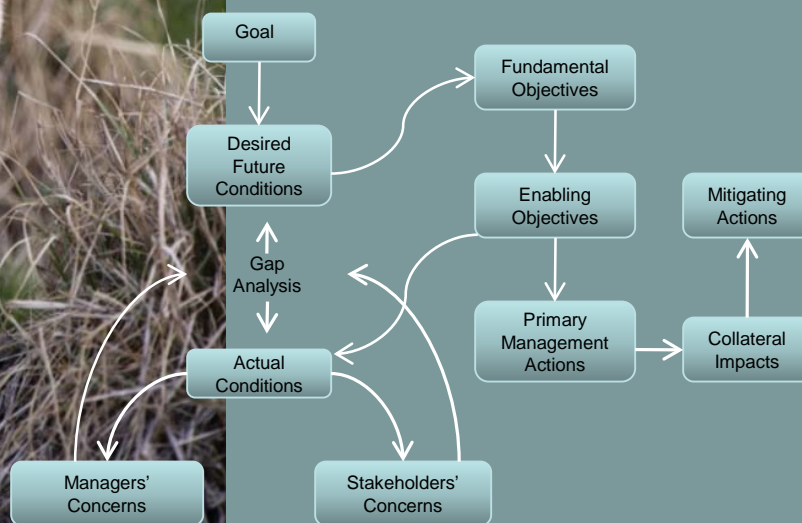 Goal
Fundamental
Objectives
Desired
Future
Conditions
Enabling
Objectives
Mitigating
Actions
Gap
Analysis
Primary
Management
Actions
Collateral
Impacts
Actual
Conditions
Managers'
Concerns
Stakeholders'
Concerns